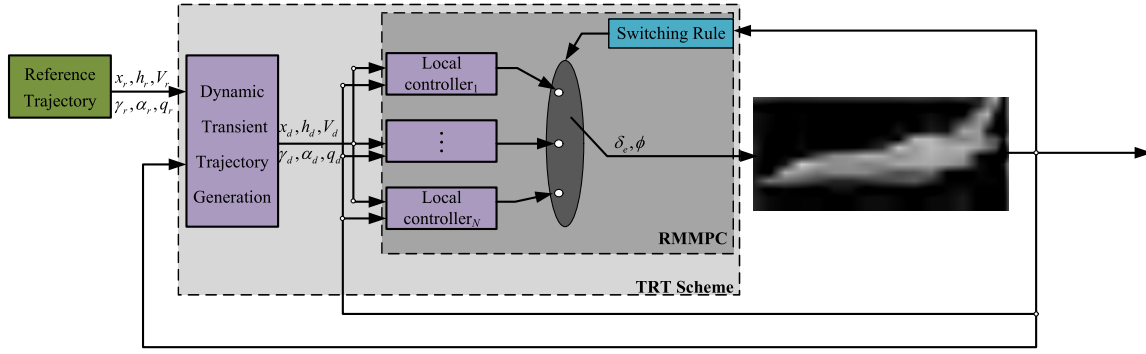 Switching Rule
Reference
Trajectory
x_r, h_r, V_r
γ_r, α_r, q_r
Dynamic
Transient
Trajectory
Generation
x_d, h_d, V_d
γ_d, α_d, q_d
Local
controller_1
⋮
Local
controller_N
δ_e, ϕ
RMMPC
TRT Scheme